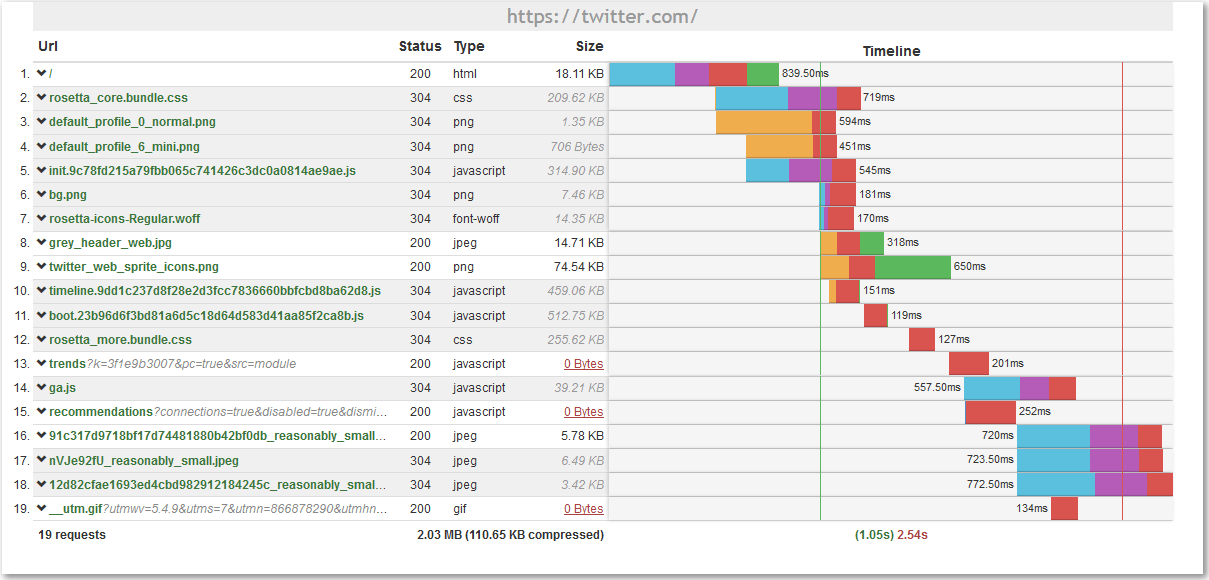 https://twitter.com/
Url Status Type Size Timeline
1. / 200 html 18.11 KB 839.50ms
2. rosetta_core.bundle.css 304 css 209.62 KB 719ms
3. default_profile_0_normal.png 304 png 1.35 KB 594ms
4. default_profile_6_mini.png 304 png 706 Bytes 451ms
5. init.9c78fd215a79fbb065c741426c3dc0a0814ae9ae.js 304 javascript 314.90 KB 545ms
6. bg.png 304 png 7.46 KB 181ms
7. rosetta-icons-Regular.woff 304 font-woff 14.35 KB 170ms
8. grey_header_web.jpg 200 jpeg 14.71 KB 318ms
9. twitter_web_sprite_icons.png 200 png 74.54 KB 650ms
10. timeline.9dd1c237d8f28e2d3fcc7836660bbfcbd8ba62d8.js 304 javascript 459.06 KB 151ms
11. boot.23b96d6f3bd81a6d5c18d64d583d41aa85f2ca8b.js 304 javascript 512.75 KB 119ms
12. rosetta_more.bundle.css 304 css 255.62 KB 127ms
13. trends?k=3f1e9b3007&pc=true&src=module 200 javascript 0 Bytes 201ms
14. ga.js 304 javascript 39.21 KB 557.50ms
15. recommendations?connections=true&disabled=true&dismi... 200 javascript 0 Bytes 252ms
16. 91c317d9718bf17d74481880b42bf0db_reasonably_small... 200 jpeg 5.78 KB 720ms
17. nVJe92fU_reasonably_small.jpeg 304 jpeg 6.49 KB 723.50ms
18. 12d82cfae1693ed4cbd982912184245c_reasonably_smal... 304 jpeg 3.42 KB 772.50ms
19. __utm.gif?utmwv=5.4.9&utms=7&utmn=866878290&utmhn... 200 gif 0 Bytes 134ms
19 requests 2.03 MB (110.65 KB compressed) (1.05s) 2.54s